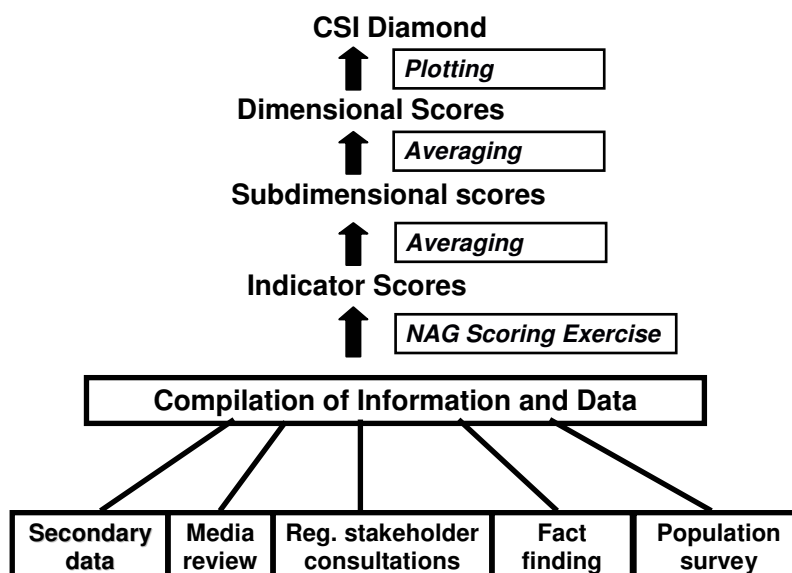 CSI Diamond
Plotting
Dimensional Scores
Averaging
Subdimensional scores
Averaging
Indicator Scores
NAG Scoring Exercise
Compilation of Information and Data
Secondary data
Media review
Reg. stakeholder consultations
Fact finding
Population survey